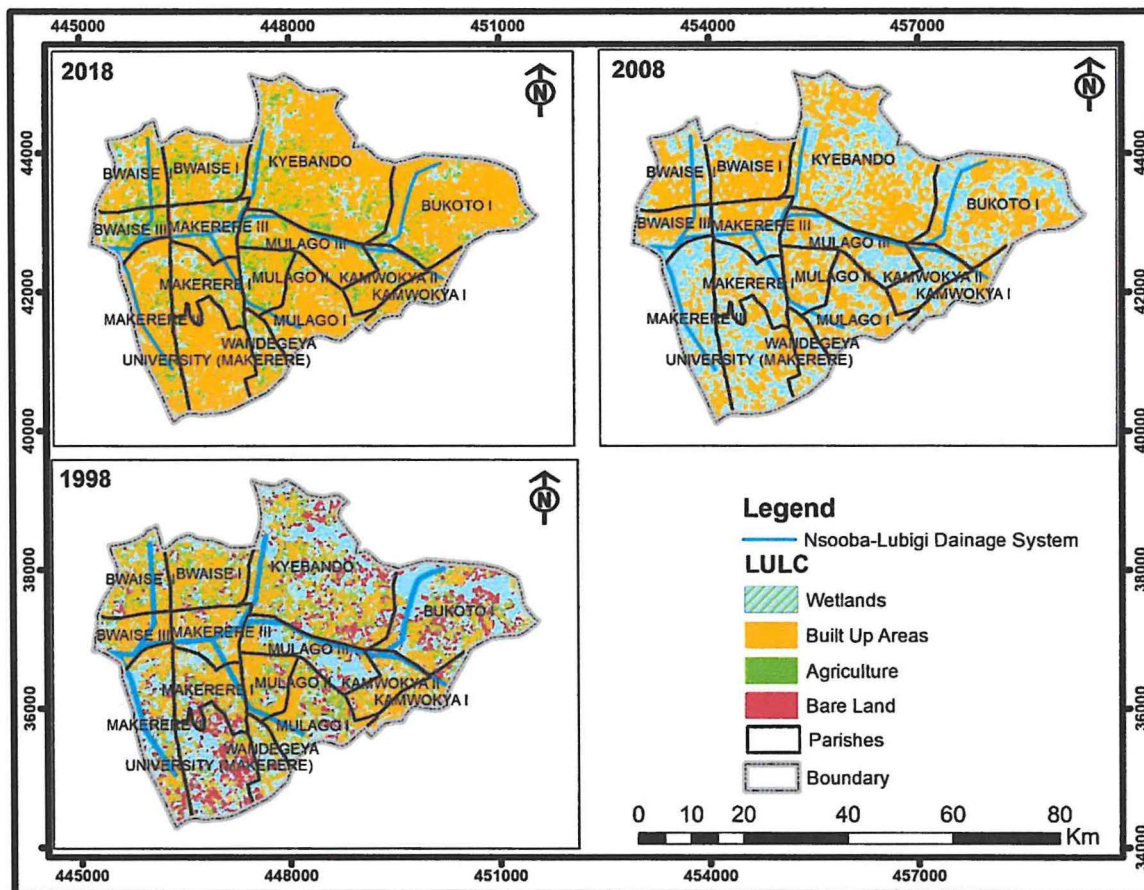 445000 448000 451000 454000 457000
2018
N
BWAISE I
BWAISE
KYEBANDO
BUKOTO I
BWAISE III
MAKERERE III
MULAGO III
MULAGO II
KAMWOKYA II
MAKERERE I
KAMWOKYA I
MAKERERE II
MULAGO I
WANDEGEYA
UNIVERSITY (MAKERERE)
2008
N
BWAISE
BWAISE I
KYEBANDO
BUKOTO I
BWAISE III
MAKERERE III
MULAGO III
MULAGO II
KAMWOKYA II
MAKERERE I
KAMWOKYA I
MAKERERE II
MULAGO I
WANDEGEYA
UNIVERSITY (MAKERERE)
44000
42000
40000
38000
36000
44000
42000
40000
38000
36000
34000
1998
N
BWAISE
BWAISE I
KYEBANDO
BUKOTO I
BWAISE III
MAKERERE III
MULAGO III
MULAGO II
KAMWOKYA II
MAKERERE I
KAMWOKYA I
MAKERERE II
MULAGO I
WANDEGEYA
UNIVERSITY (MAKERERE)
Legend
Nsooba-Lubigi Dainage System
LULC
Wetlands
Built Up Areas
Agriculture
Bare Land
Parishes
Boundary
0 10 20 40 60 80
Km
445000 448000 451000 454000 457000